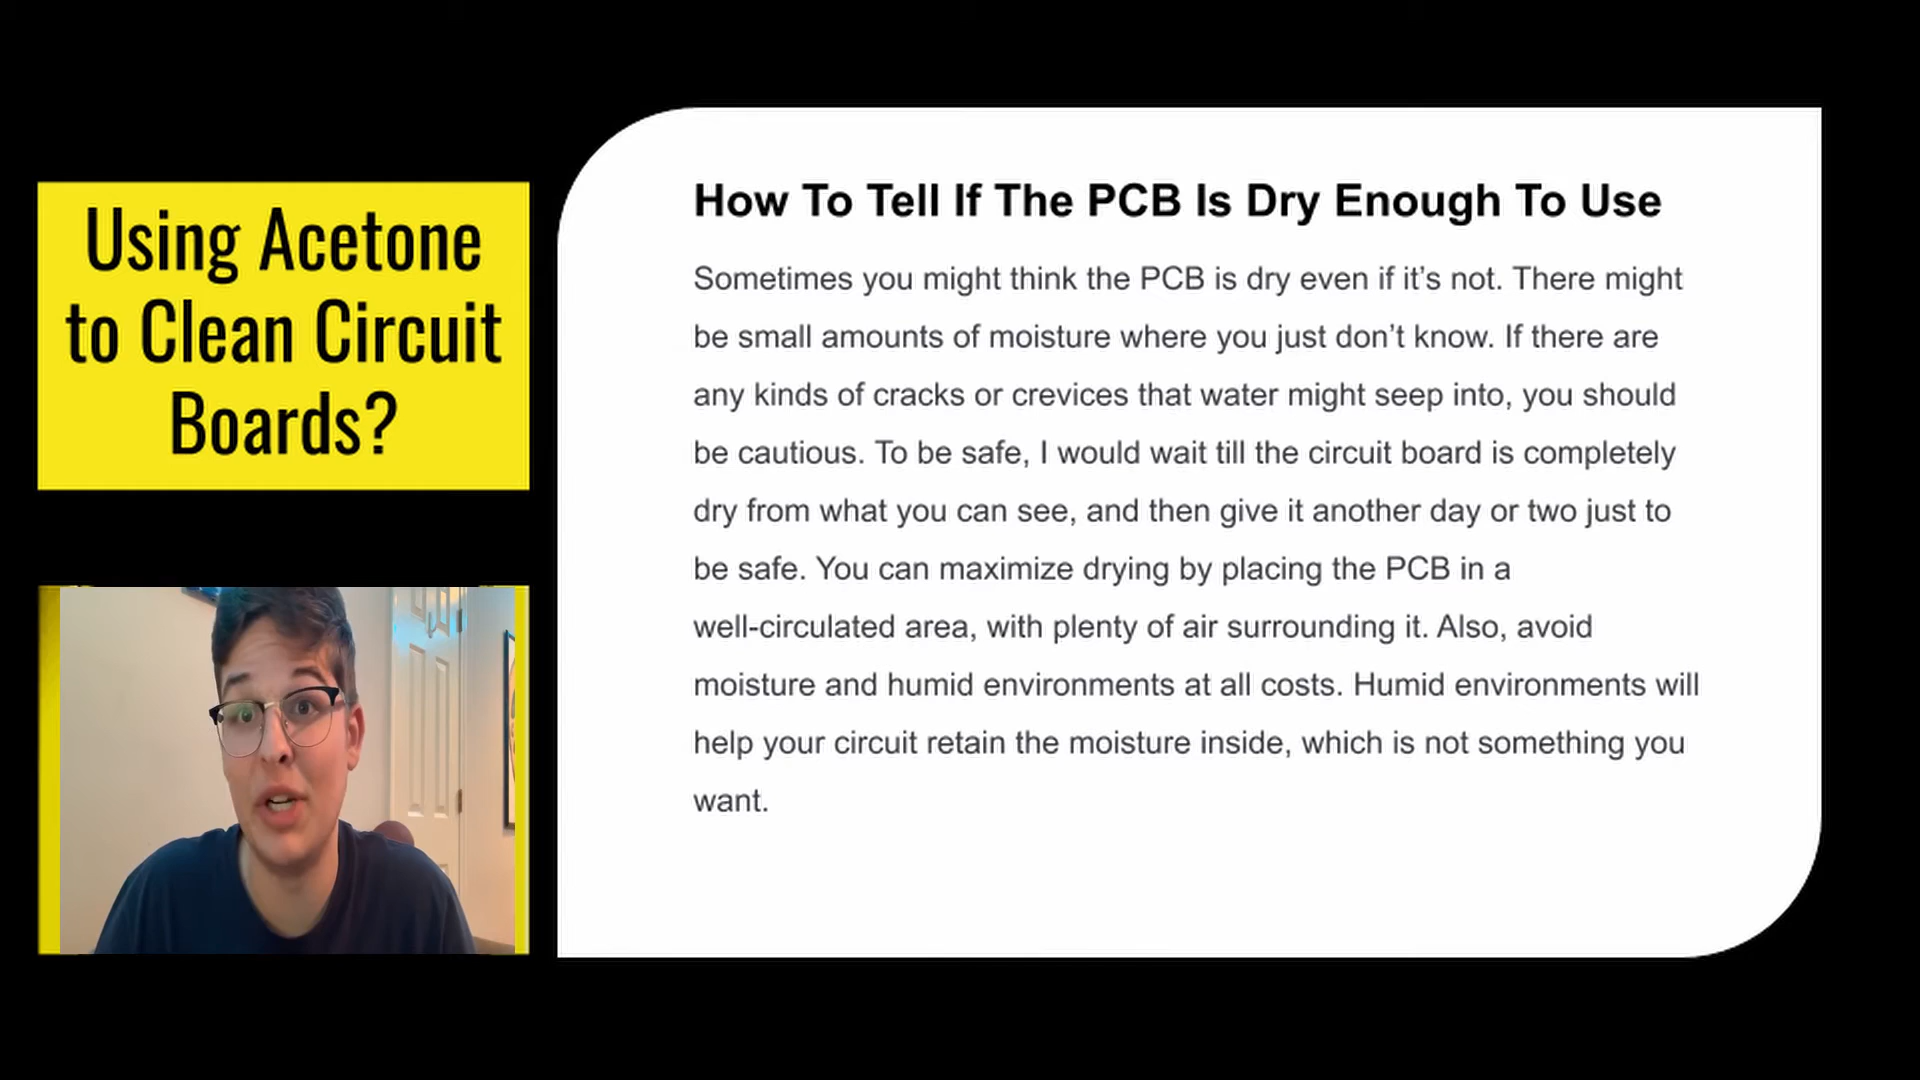 Using Acetone
to Clean Circuit
Boards?
How To Tell If The PCB Is Dry Enough To Use
Sometimes you might think the PCB is dry even if it’s not. There might
be small amounts of moisture where you just don’t know. If there are
any kinds of cracks or crevices that water might seep into, you should
be cautious. To be safe, I would wait till the circuit board is completely
dry from what you can see, and then give it another day or two just to
be safe. You can maximize drying by placing the PCB in a
well-circulated area, with plenty of air surrounding it. Also, avoid
moisture and humid environments at all costs. Humid environments will
help your circuit retain the moisture inside, which is not something you
want.